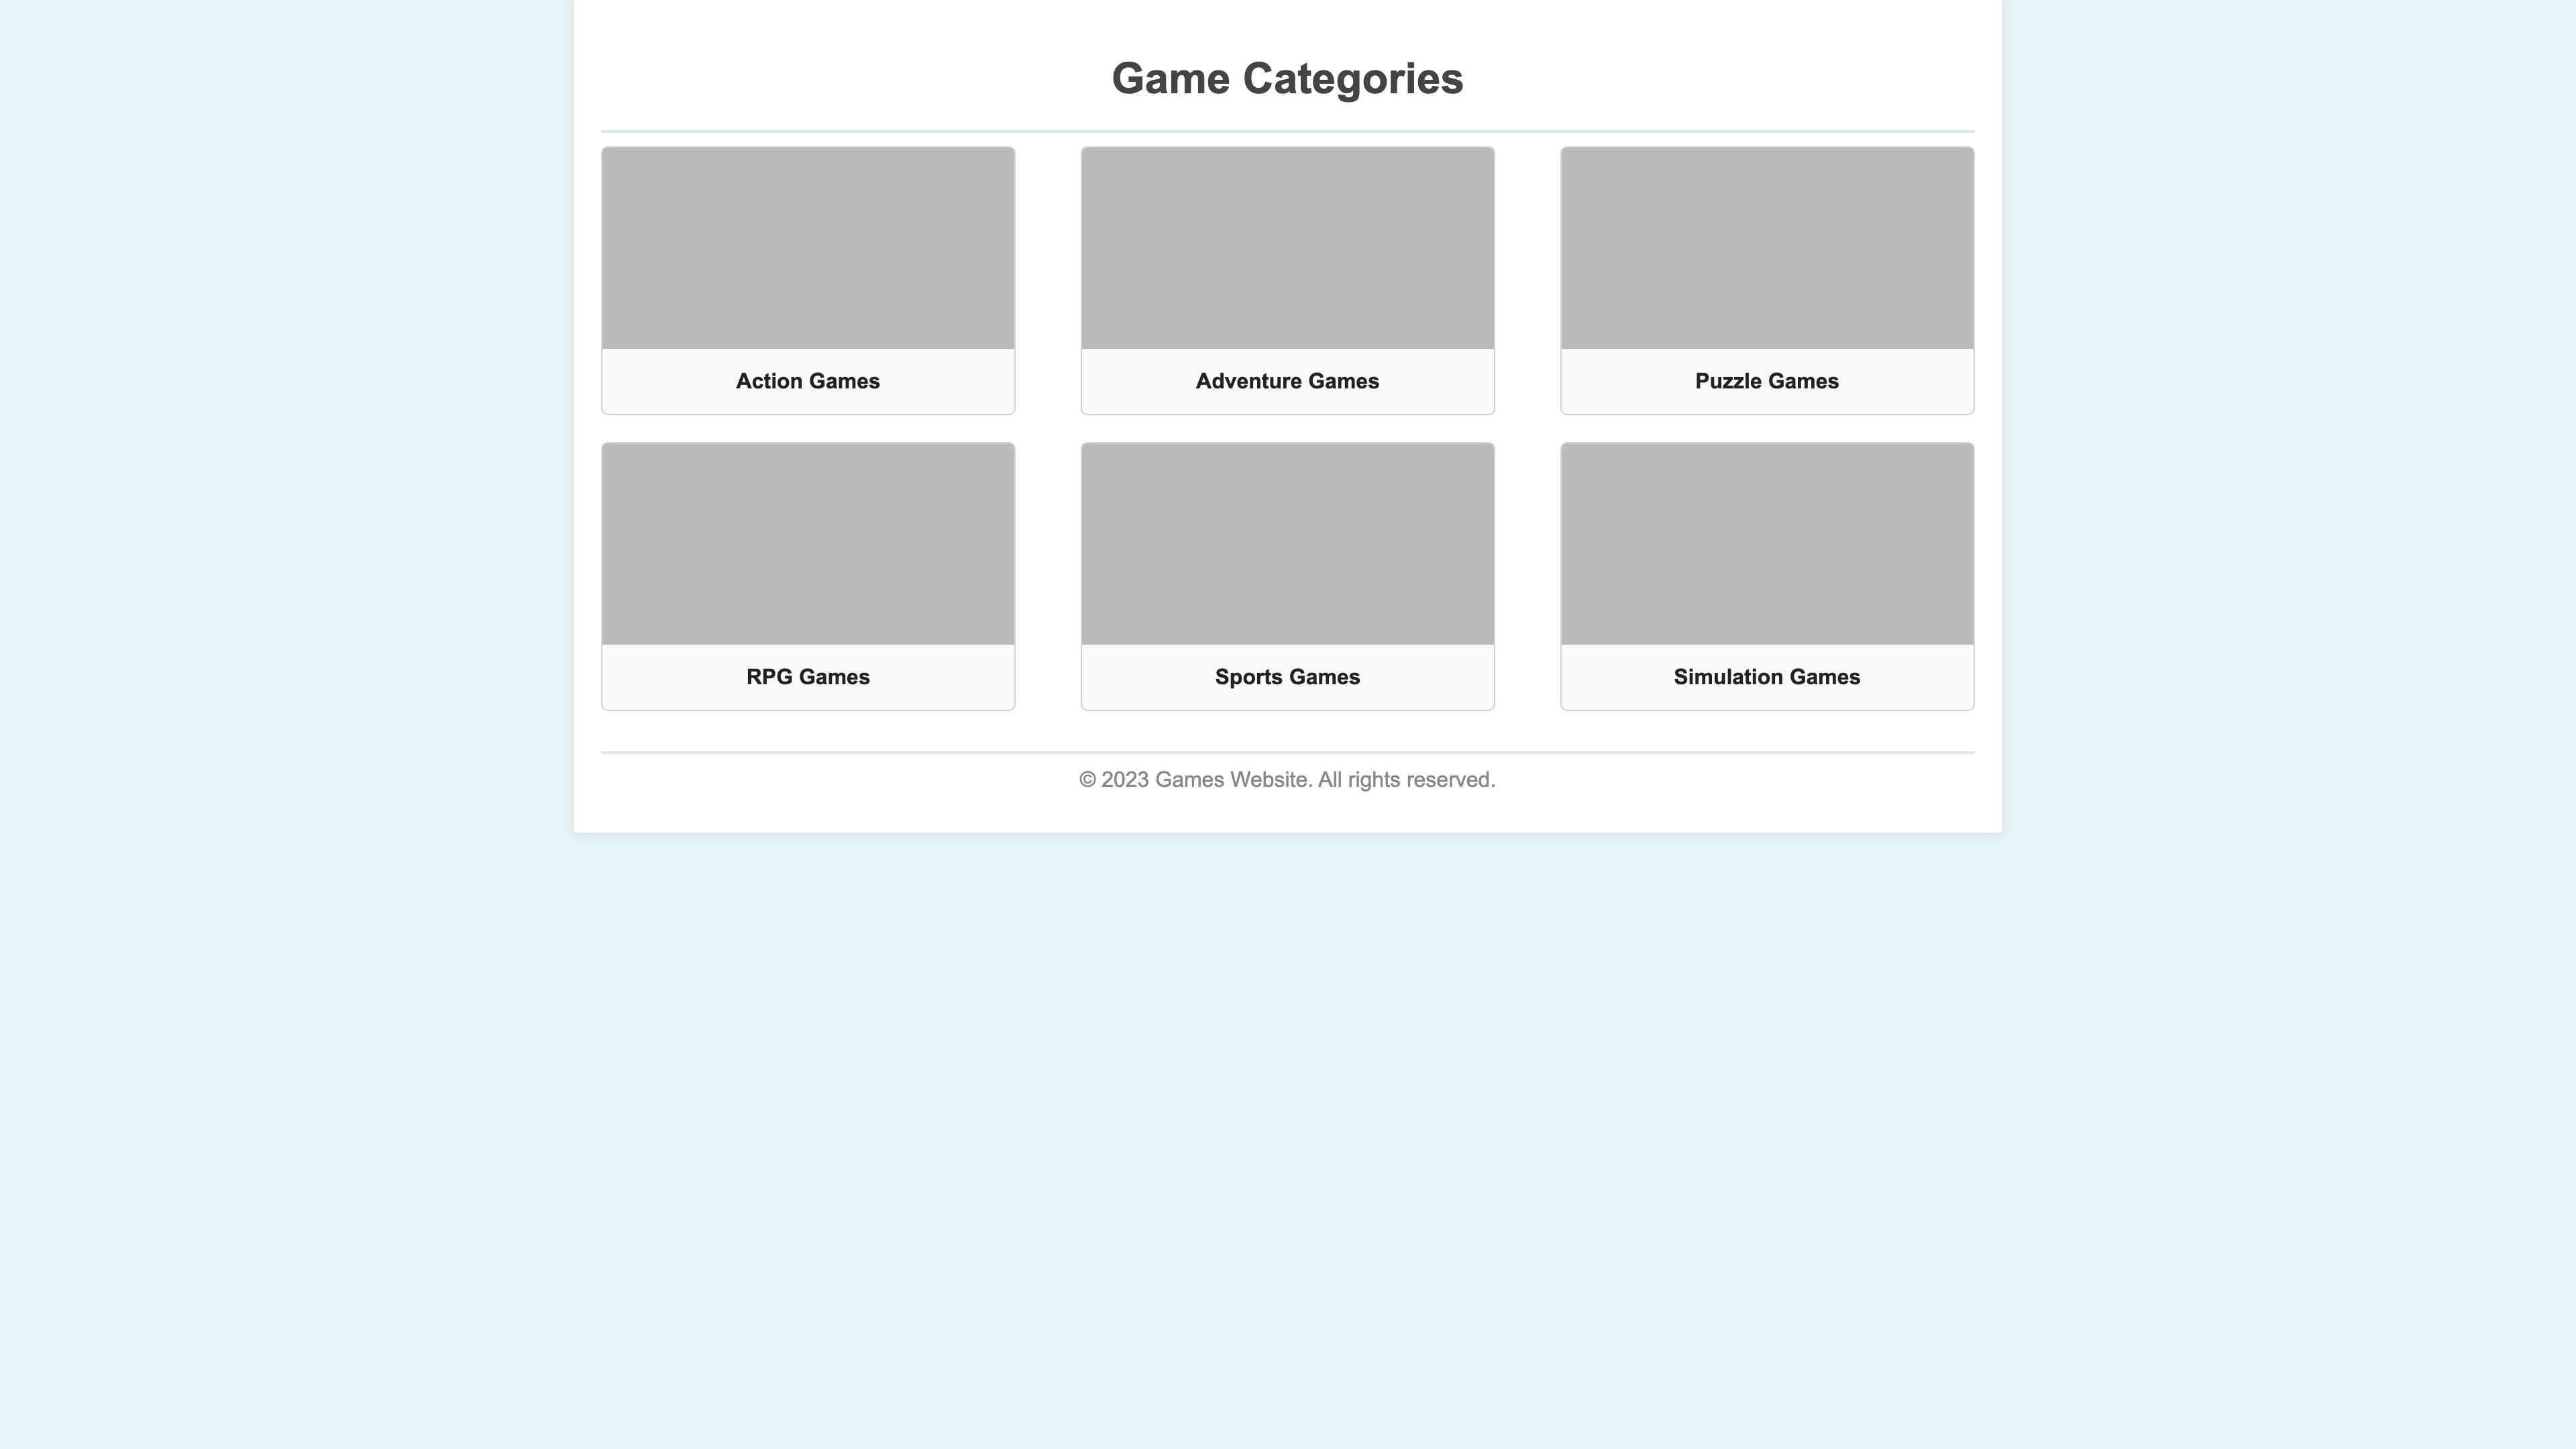 Game Categories
Action Games
Adventure Games
Puzzle Games
RPG Games
Sports Games
Simulation Games
© 2023 Games Website. All rights reserved.